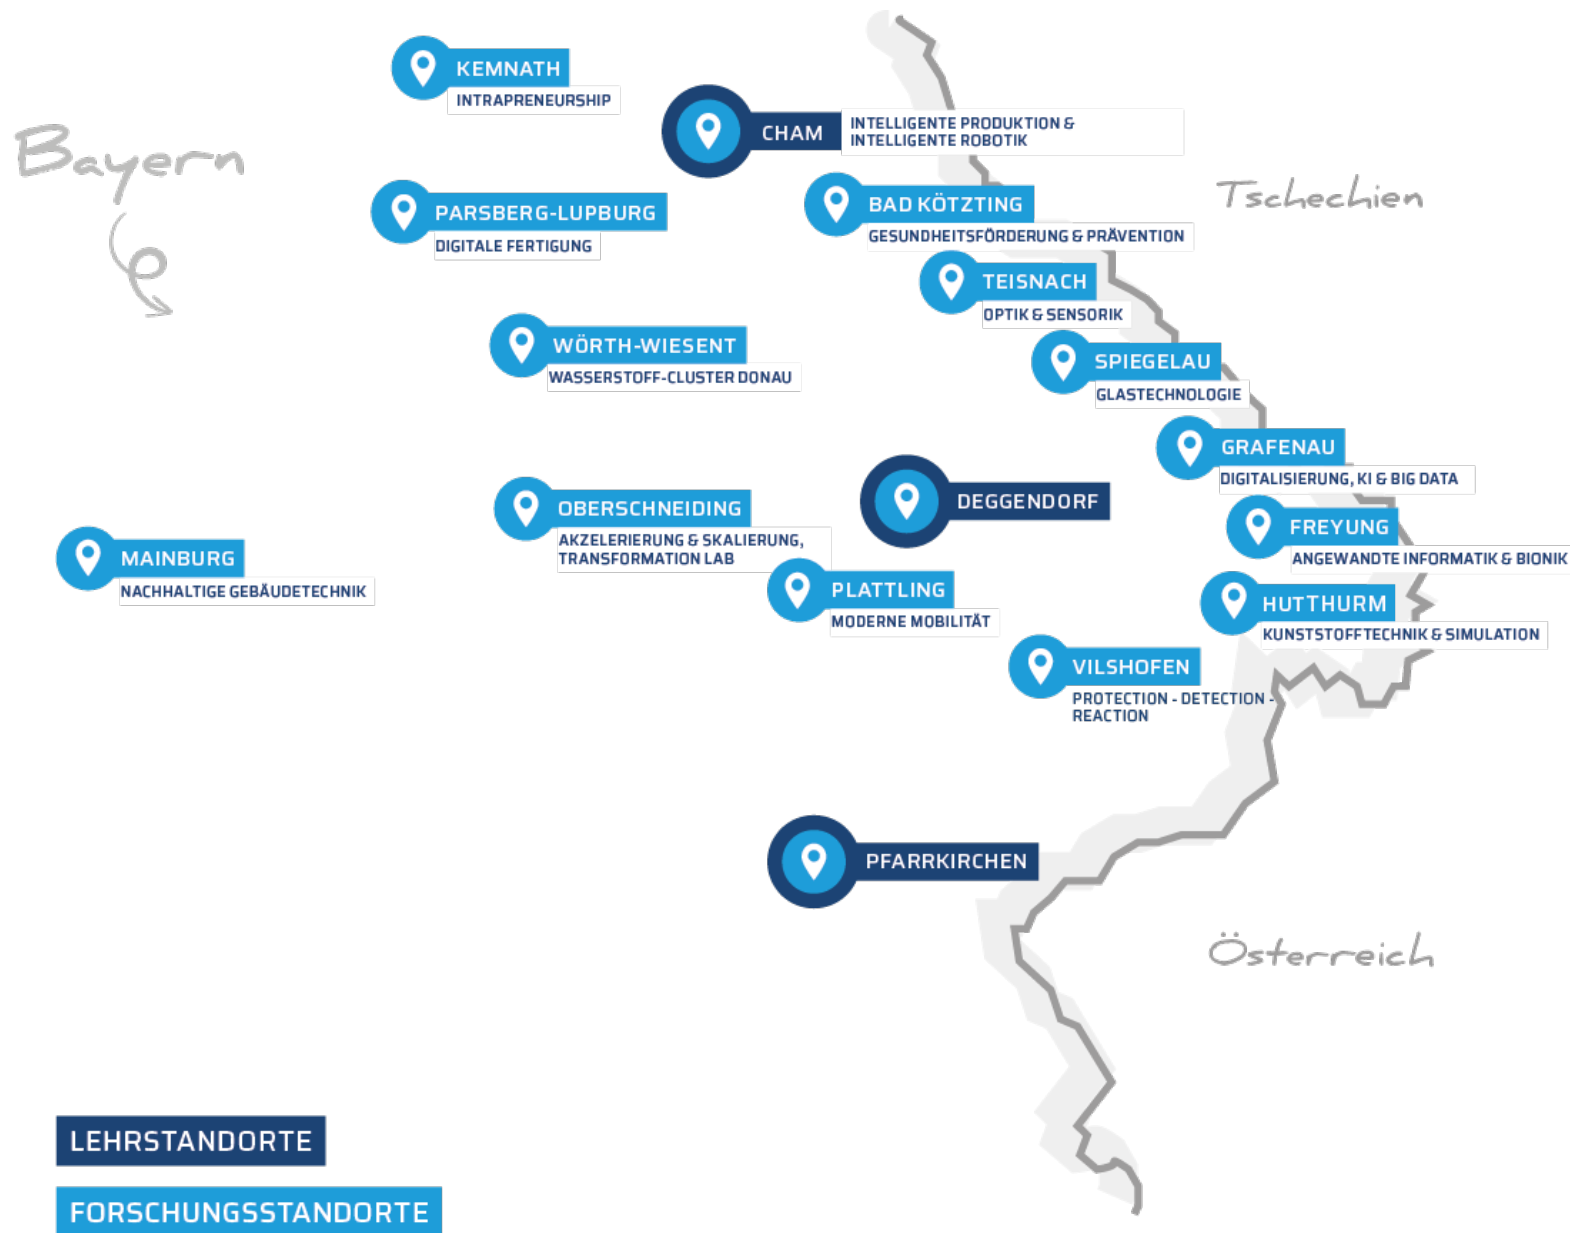 KEMNATH
INTRAPRENEURSHIP
CHAM
INTELLIGENTE PRODUKTION &
INTELLIGENTE ROBOTIK
Bayern
Tschechien
PARSBERG-LUPBURG
DIGITALE FERTIGUNG
BAD KÖTZTING
GESUNDHEITSFÖRDERUNG & PRÄVENTION
TEISNACH
OPTIK & SENSORIK
WÖRTH-WIESENT
WASSERSTOFF-CLUSTER DONAU
SPIEGELAU
GLASTECHNOLOGIE
GRAFENAU
DIGITALISIERUNG, KI & BIG DATA
DEGGENDORF
OBERSCHNEIDING
AKZELERIERUNG & SKALIERUNG,
TRANSFORMATION LAB
FREYUNG
ANGEWANDTE INFORMATIK & BIONIK
MAINBURG
NACHHALTIGE GEBÄUDETECHNIK
PLATTLING
MODERNE MOBILITÄT
HUTTHURM
KUNSTSTOFFTECHNIK & SIMULATION
VILSHOFEN
PROTECTION - DETECTION -
REACTION
PFARRKIRCHEN
Österreich
LEHRSTANDORTE
FORSCHUNGSSTANDORTE